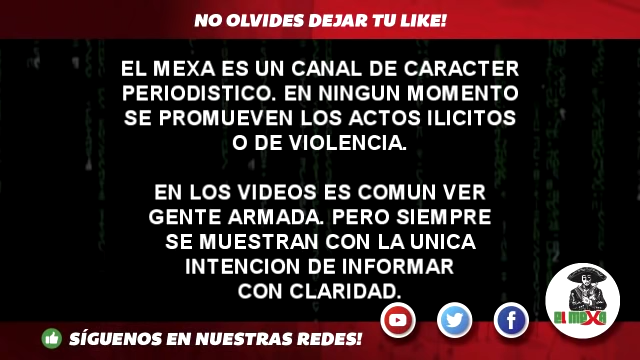 NO OLVIDES DEJAR TU LIKE!
EL MEXA ES UN CANAL DE CARACTER
PERIODISTICO. EN NINGUN MOMENTO
SE PROMUEVEN LOS ACTOS ILICITOS
O DE VIOLENCIA.
EN LOS VIDEOS ES COMUN VER
GENTE ARMADA. PERO SIEMPRE
SE MUESTRAN CON LA UNICA
INTENCION DE INFORMAR
CON CLARIDAD.
EL MEXA
SÍGUENOS EN NUESTRAS REDES!